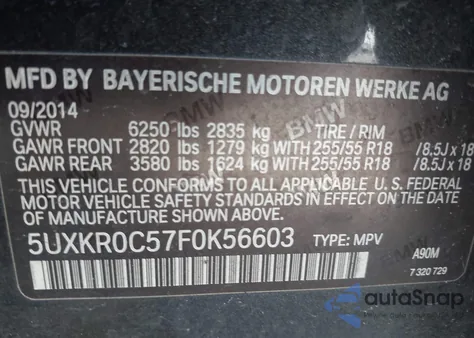 MFD BY BAYERISCHE MOTOREN WERKE AG
09/2014
GVWR 6250 lbs 2835 kg TIRE / RIM
GAWR FRONT 2820 lbs 1279 kg WITH 255/55 R18 /8.5J x 18
GAWR REAR 3580 lbs 1624 kg WITH 255/55 R18 /8.5J x 18
THIS VEHICLE CONFORMS TO ALL APPLICABLE U. S. FEDERAL
MOTOR VEHICLE SAFETY STANDARDS IN EFFECT ON THE DATE
OF MANUFACTURE SHOWN ABOVE.
5UXKR0C57F0K56603 TYPE: MPV A90M
7 320 729
autoSnap